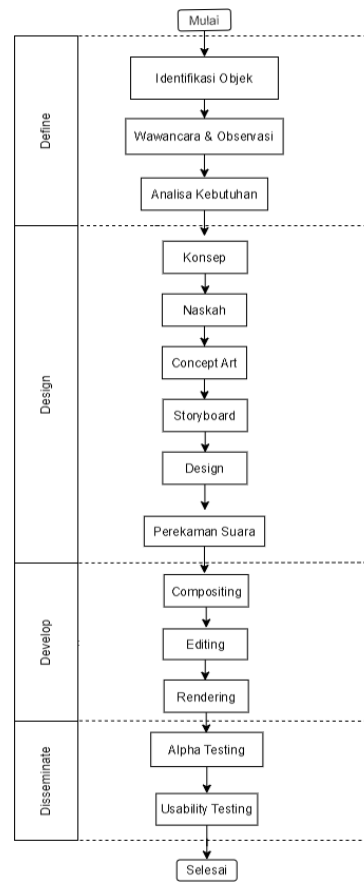 Mulai
Define
Identifikasi Objek
Wawancara & Observasi
Analisa Kebutuhan
Design
Konsep
Naskah
Concept Art
Storyboard
Design
Perekaman Suara
Develop
Compositing
Editing
Rendering
Disseminate
Alpha Testing
Usability Testing
Selesai